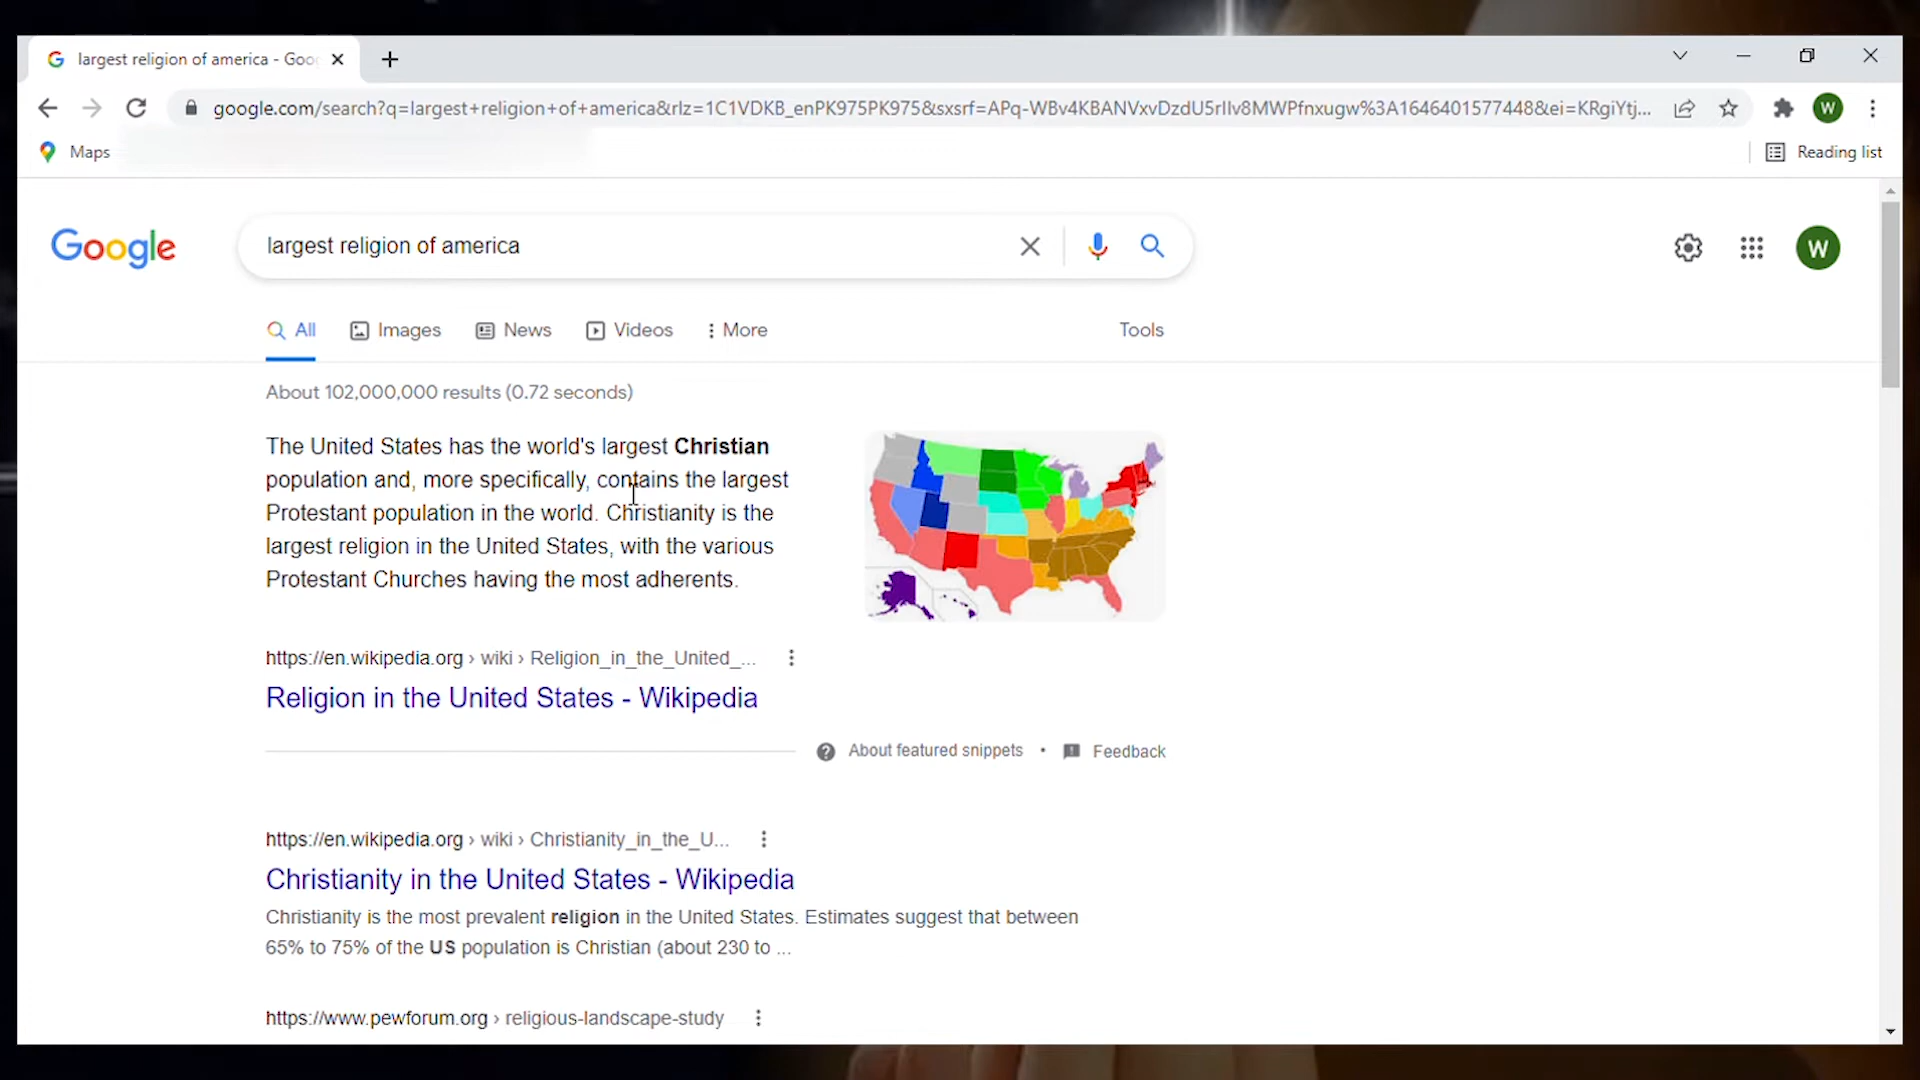 largest religion of america - Goo
google.com/search?q=largest+religion+of+america&rlz=1C1VDKB_enPK975PK975&sxsrf=APq-WBv4KBANVxvDzdU5rIlv8MWPfnxugw%3A1646401577448&ei=KRgiYtj...
W
Maps
Reading list
Google
largest religion of america
W
All
Images
News
Videos
More
Tools
About 102,000,000 results (0.72 seconds)
The United States has the world's largest Christian
population and, more specifically, contains the largest
Protestant population in the world. Christianity is the
largest religion in the United States, with the various
Protestant Churches having the most adherents.
https://en.wikipedia.org › wiki › Religion_in_the_United_...
Religion in the United States - Wikipedia
About featured snippets • Feedback
https://en.wikipedia.org › wiki › Christianity_in_the_U...
Christianity in the United States - Wikipedia
Christianity is the most prevalent religion in the United States. Estimates suggest that between
65% to 75% of the US population is Christian (about 230 to ...
https://www.pewforum.org › religious-landscape-study